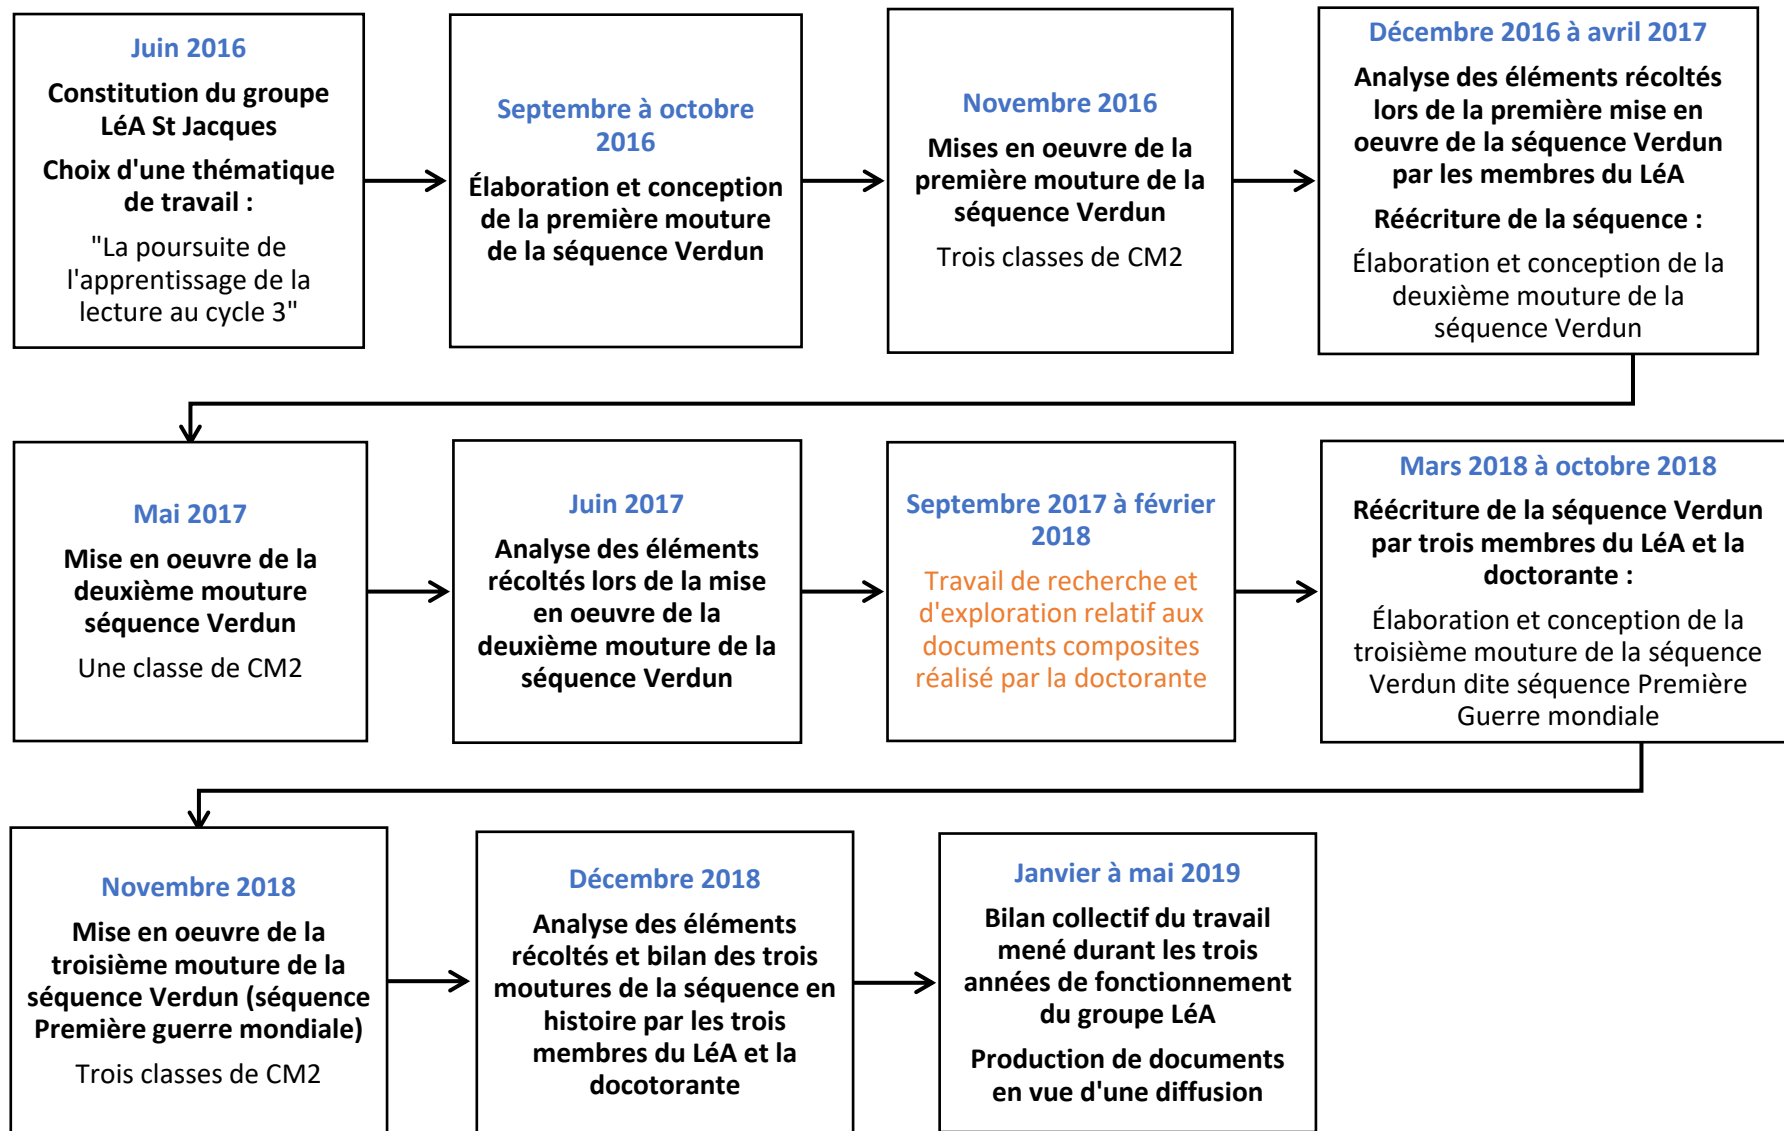 Juin 2016
Constitution du groupe
LéA St Jacques
Choix d'une thématique
de travail :
"La poursuite de
l'apprentissage de la
lecture au cycle 3"
Septembre à octobre
2016
Élaboration et conception
de la première mouture
de la séquence Verdun
Novembre 2016
Mises en oeuvre de la
première mouture de la
séquence Verdun
Trois classes de CM2
Décembre 2016 à avril 2017
Analyse des éléments récoltés
lors de la première mise en
oeuvre de la séquence Verdun
par les membres du LéA
Réécriture de la séquence :
Élaboration et conception de la
deuxième mouture de la
séquence Verdun
Mai 2017
Mise en oeuvre de la
deuxième mouture
séquence Verdun
Une classe de CM2
Juin 2017
Analyse des éléments
récoltés lors de la mise
en oeuvre de la
deuxième mouture de la
séquence Verdun
Septembre 2017 à février
2018
Travail de recherche et
d'exploration relatif aux
documents composites
réalisé par la doctorante
Mars 2018 à octobre 2018
Réécriture de la séquence Verdun
par trois membres du LéA et la
doctorante :
Élaboration et conception de la
troisième mouture de la séquence
Verdun dite séquence Première
Guerre mondiale
Novembre 2018
Mise en oeuvre de la
troisième mouture de la
séquence Verdun (séquence
Première guerre mondiale)
Trois classes de CM2
Décembre 2018
Analyse des éléments
récoltés et bilan des trois
moutures de la séquence en
histoire par les trois
membres du LéA et la
docotorante
Janvier à mai 2019
Bilan collectif du travail
mené durant les trois
années de fonctionnement
du groupe LéA
Production de documents
en vue d'une diffusion